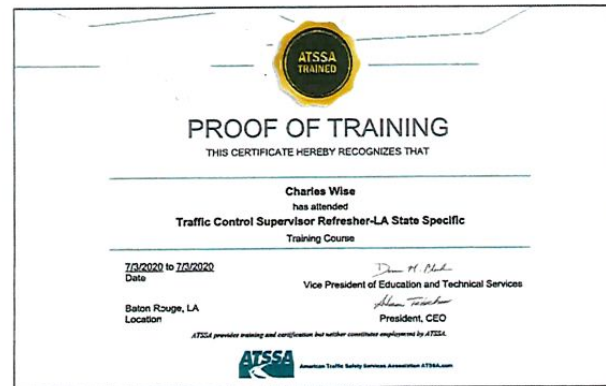 ATSSA
TRAINED
PROOF OF TRAINING
THIS CERTIFICATE HEREBY RECOGNIZES THAT
Charles Wise
has attended
Traffic Control Supervisor Refresher-LA State Specific
Training Course
7/3/2020 to 7/3/2020
Date
Vice President of Education and Technical Services
Baton Rouge, LA
Location
President, CEO
ATSSA provides training and certification but neither constitutes employment by ATSSA.
ATSSA
American Traffic Safety Services Association ATSSA.com